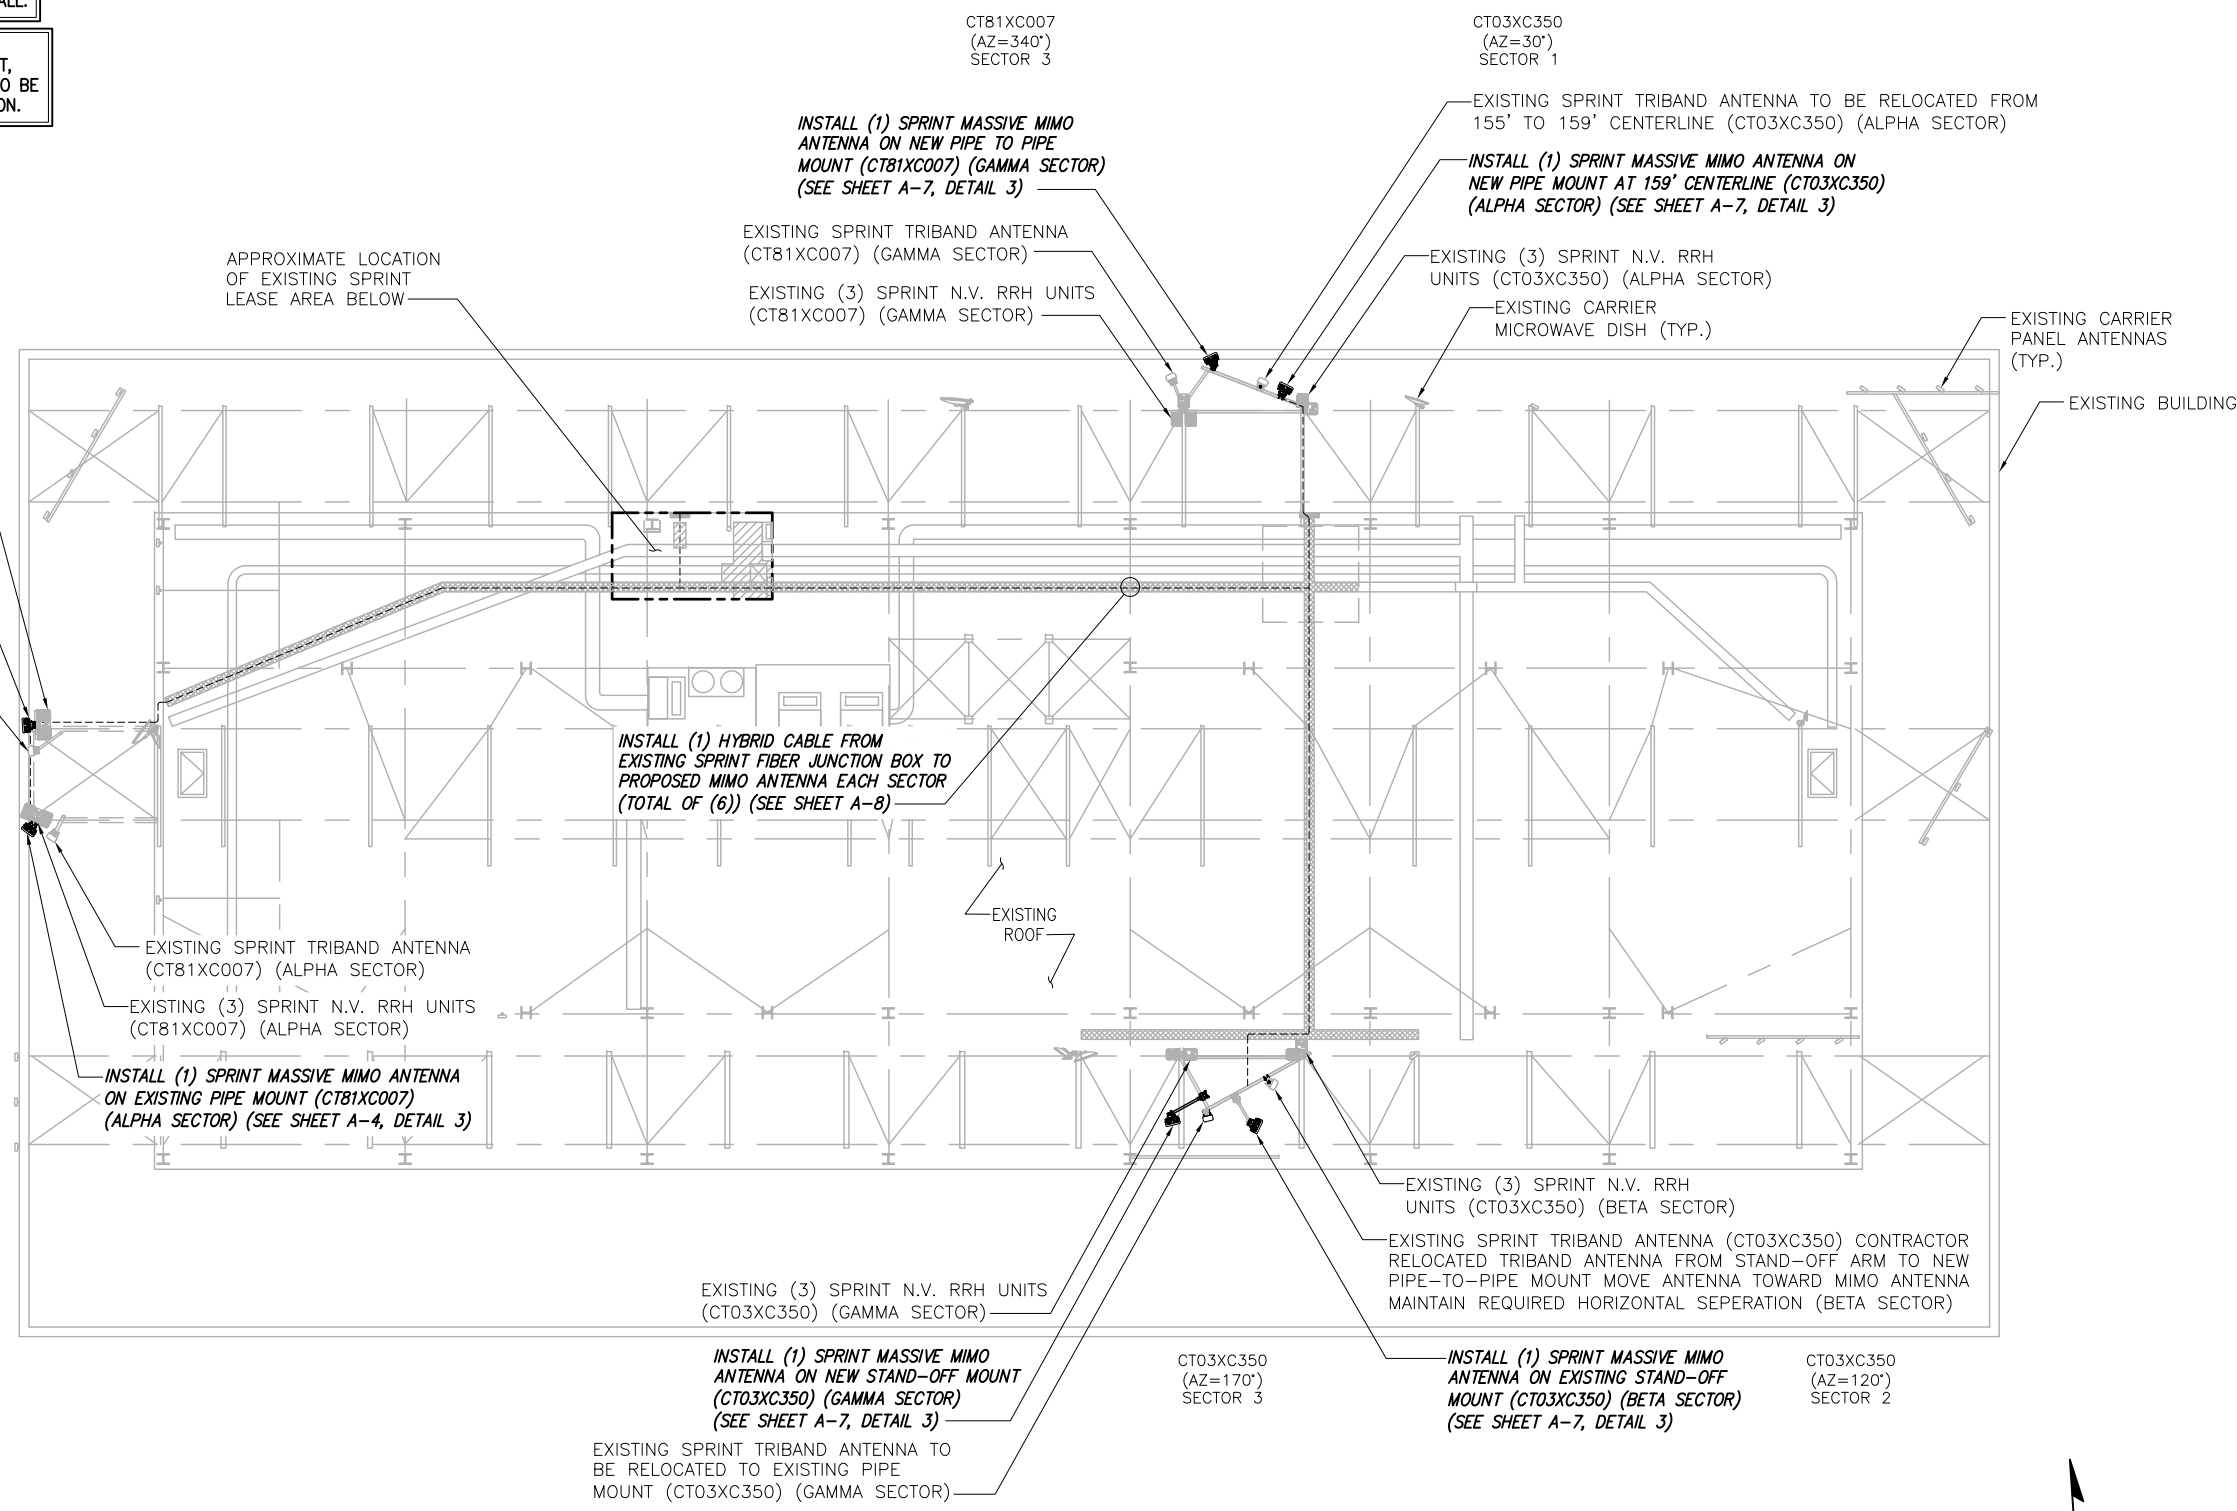 ALL.
T,
O BE
ON.
CT81XC007
(AZ=340°)
SECTOR 3
CT03XC350
(AZ=30°)
SECTOR 1
INSTALL (1) SPRINT MASSIVE MIMO
ANTENNA ON NEW PIPE TO PIPE
MOUNT (CT81XC007) (GAMMA SECTOR)
(SEE SHEET A-7, DETAIL 3)
EXISTING SPRINT TRIBAND ANTENNA TO BE RELOCATED FROM
155' TO 159' CENTERLINE (CT03XC350) (ALPHA SECTOR)
INSTALL (1) SPRINT MASSIVE MIMO ANTENNA ON
NEW PIPE MOUNT AT 159' CENTERLINE (CT03XC350)
(ALPHA SECTOR) (SEE SHEET A-7, DETAIL 3)
EXISTING SPRINT TRIBAND ANTENNA
(CT81XC007) (GAMMA SECTOR)
EXISTING (3) SPRINT N.V. RRH UNITS
(CT81XC007) (GAMMA SECTOR)
APPROXIMATE LOCATION
OF EXISTING SPRINT
LEASE AREA BELOW
EXISTING (3) SPRINT N.V. RRH
UNITS (CT03XC350) (ALPHA SECTOR)
EXISTING CARRIER
MICROWAVE DISH (TYP.)
EXISTING CARRIER
PANEL ANTENNAS
(TYP.)
EXISTING BUILDING
INSTALL (1) HYBRID CABLE FROM
EXISTING SPRINT FIBER JUNCTION BOX TO
PROPOSED MIMO ANTENNA EACH SECTOR
(TOTAL OF (6)) (SEE SHEET A-8)
EXISTING
ROOF
EXISTING SPRINT TRIBAND ANTENNA
(CT81XC007) (ALPHA SECTOR)
EXISTING (3) SPRINT N.V. RRH UNITS
(CT81XC007) (ALPHA SECTOR)
INSTALL (1) SPRINT MASSIVE MIMO ANTENNA
ON EXISTING PIPE MOUNT (CT81XC007)
(ALPHA SECTOR) (SEE SHEET A-4, DETAIL 3)
EXISTING (3) SPRINT N.V. RRH
UNITS (CT03XC350) (BETA SECTOR)
EXISTING SPRINT TRIBAND ANTENNA (CT03XC350) CONTRACTOR
RELOCATED TRIBAND ANTENNA FROM STAND-OFF ARM TO NEW
PIPE-TO-PIPE MOUNT MOVE ANTENNA TOWARD MIMO ANTENNA
MAINTAIN REQUIRED HORIZONTAL SEPERATION (BETA SECTOR)
EXISTING (3) SPRINT N.V. RRH UNITS
(CT03XC350) (GAMMA SECTOR)
INSTALL (1) SPRINT MASSIVE MIMO
ANTENNA ON NEW STAND-OFF MOUNT
(CT03XC350) (GAMMA SECTOR)
(SEE SHEET A-7, DETAIL 3)
CT03XC350
(AZ=170°)
SECTOR 3
INSTALL (1) SPRINT MASSIVE MIMO
ANTENNA ON EXISTING STAND-OFF
MOUNT (CT03XC350) (BETA SECTOR)
(SEE SHEET A-7, DETAIL 3)
CT03XC350
(AZ=120°)
SECTOR 2
EXISTING SPRINT TRIBAND ANTENNA TO
BE RELOCATED TO EXISTING PIPE
MOUNT (CT03XC350) (GAMMA SECTOR)